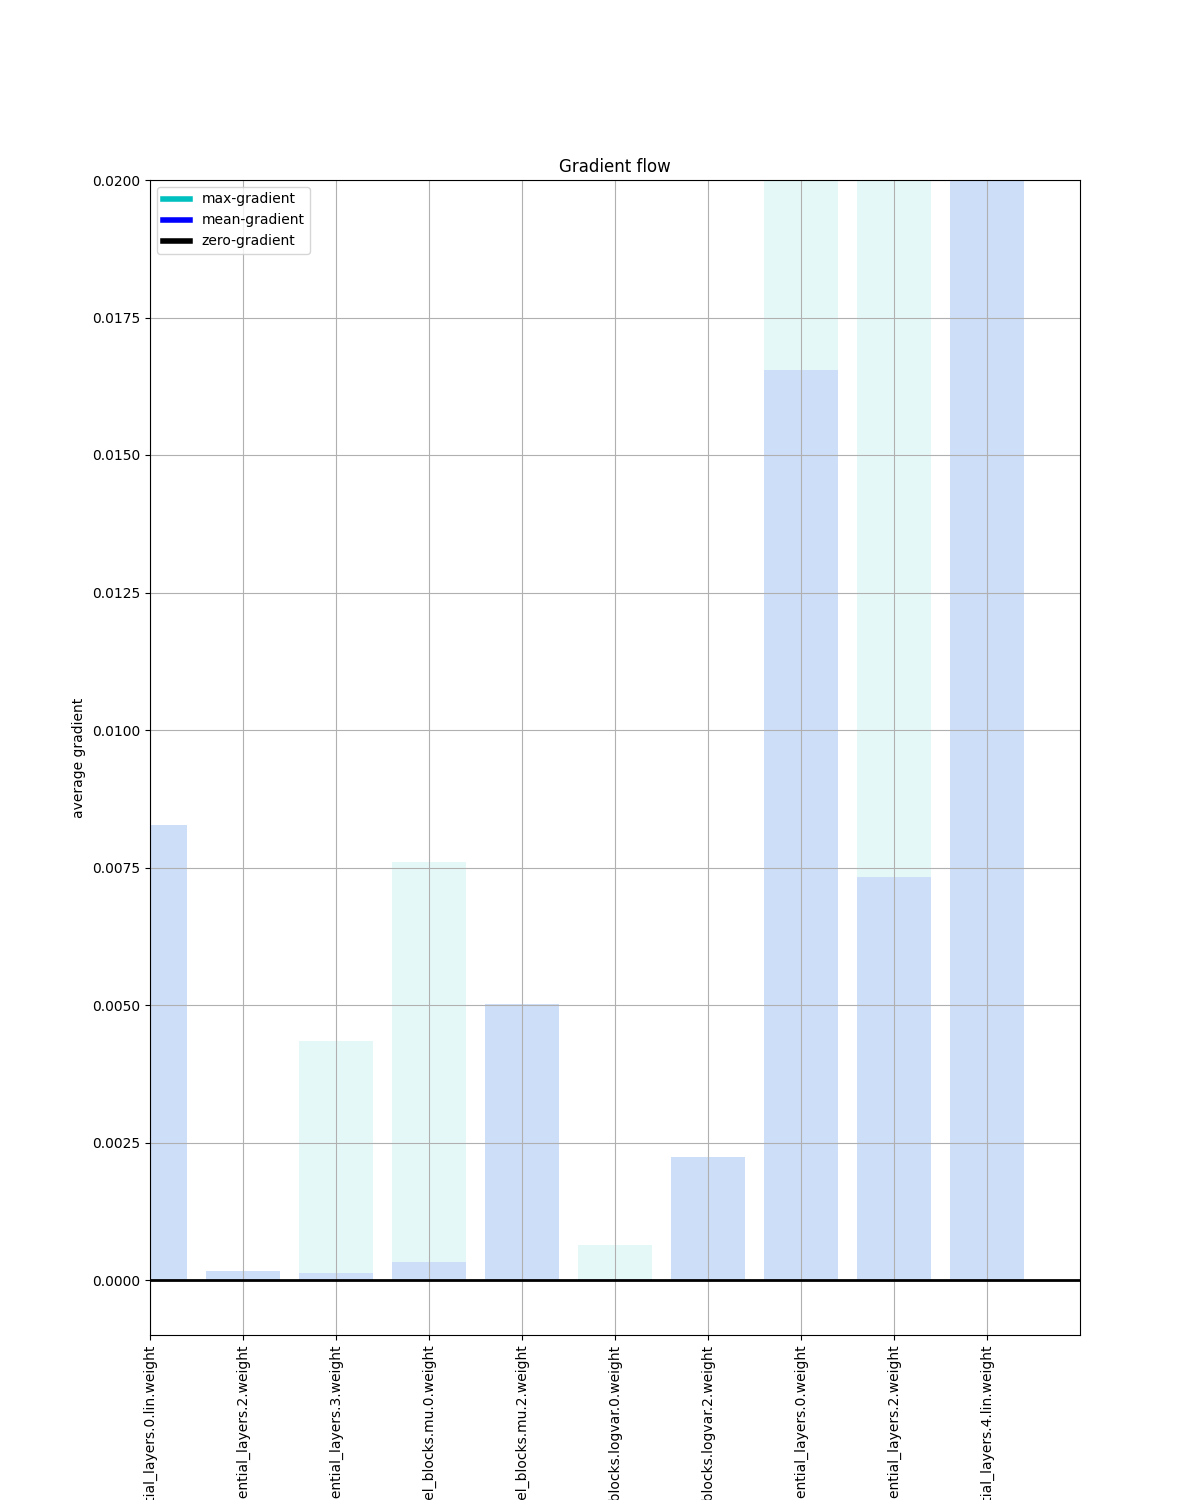 Gradient flow
max-gradient
mean-gradient
zero-gradient
0.0200
0.0175
0.0150
0.0125
0.0100
0.0075
0.0050
0.0025
0.0000
average gradient
tial_layers.0.lin.weight
ential_layers.2.weight
ential_layers.3.weight
el_blocks.mu.0.weight
el_blocks.mu.2.weight
blocks.logvar.0.weight
blocks.logvar.2.weight
ential_layers.0.weight
ential_layers.2.weight
tial_layers.4.lin.weight